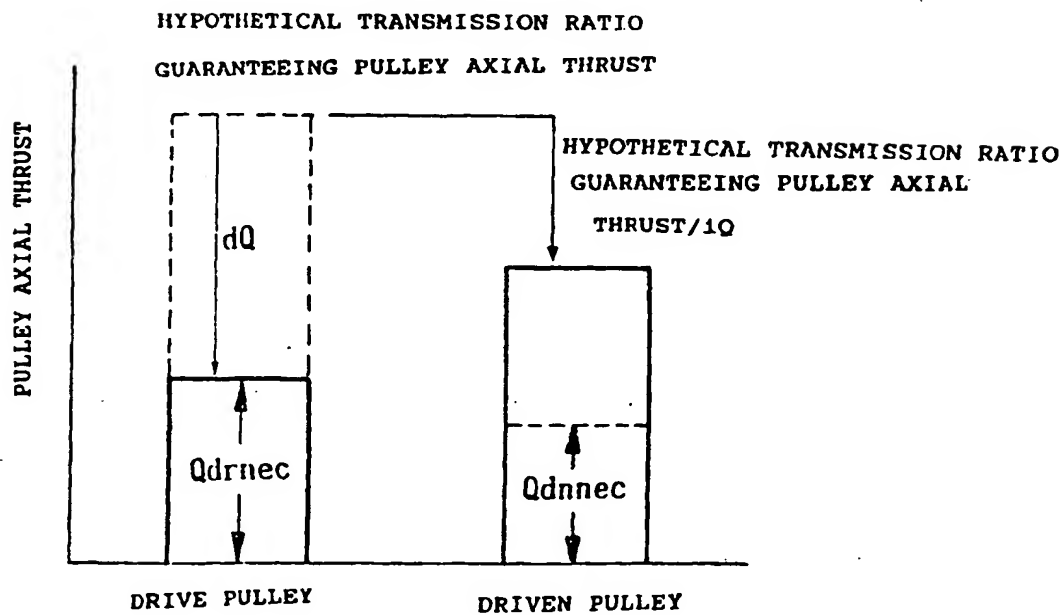 HYPOTHETICAL TRANSMISSION RATIO
GUARANTEEING PULLEY AXIAL THRUST
PULLEY AXIAL THRUST
HYPOTHETICAL TRANSMISSION RATIO
GUARANTEEING PULLEY AXIAL
THRUST/iQ
dQ
Qdrnec
Qdnnec
DRIVE PULLEY
DRIVEN PULLEY